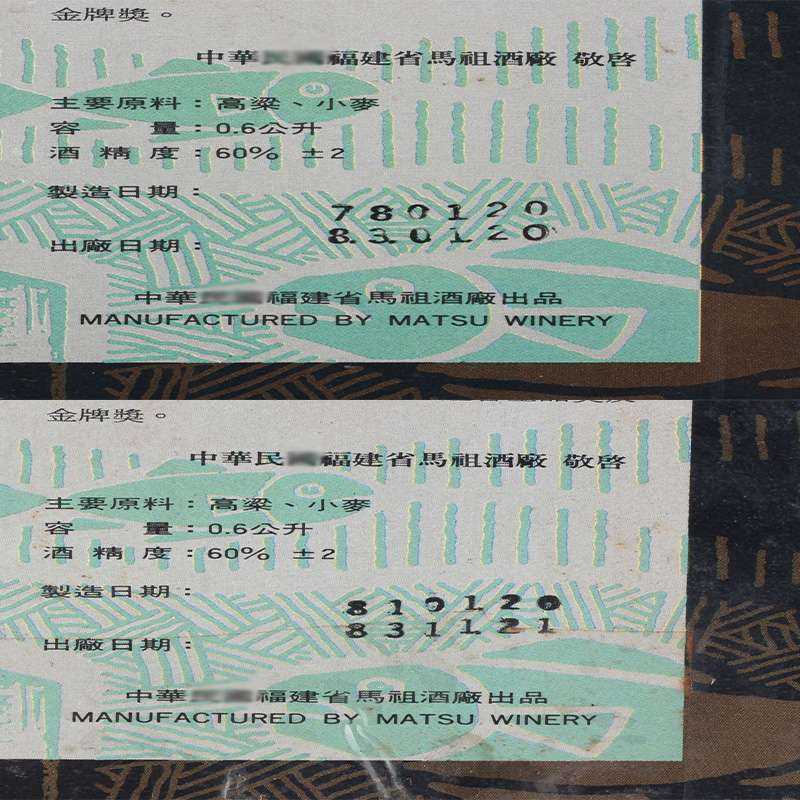 金牌獎。
中華 福建省馬祖酒廠 敬啓
主要原料：高粱、小麥
容 量：0.6公升
酒 精 度：60% ±2
製造日期：
780120
出廠日期：
830120
中華 福建省馬祖酒廠出品
MANUFACTURED BY MATSU WINERY
金牌獎。
中華民 福建省馬祖酒廠 敬啓
主要原料：高粱、小麥
容 量：0.6公升
酒 精 度：60% ±2
製造日期：
810120
831121
出廠日期：
中華 福建省馬祖酒廠出品
MANUFACTURED BY MATSU WINERY